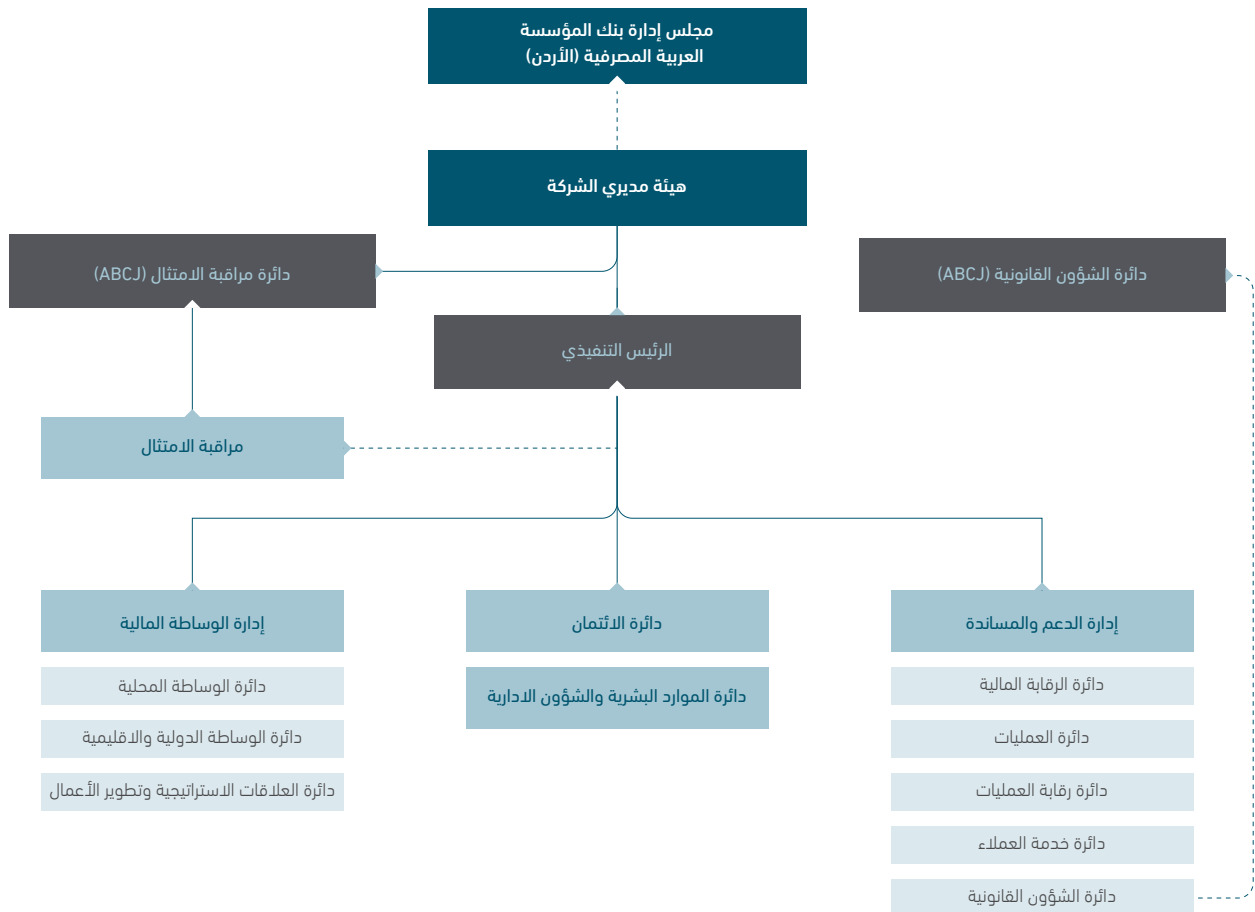 مجلس إدارة بنك المؤسسة
العربية المصرفية (الأردن)
هيئة مديري الشركة
دائرة الشؤون القانونية (ABCJ)
دائرة مراقبة الامتثال (ABCJ)
الرئيس التنفيذي
مراقبة الامتثال
إدارة الدعم والمساندة
دائرة الرقابة المالية
دائرة العمليات
دائرة رقابة العمليات
دائرة خدمة العملاء
دائرة الشؤون القانونية
دائرة الائتمان
دائرة الموارد البشرية والشؤون الادارية
إدارة الوساطة المالية
دائرة الوساطة المحلية
دائرة الوساطة الدولية والاقليمية
دائرة العلاقات الاستراتيجية وتطوير الأعمال